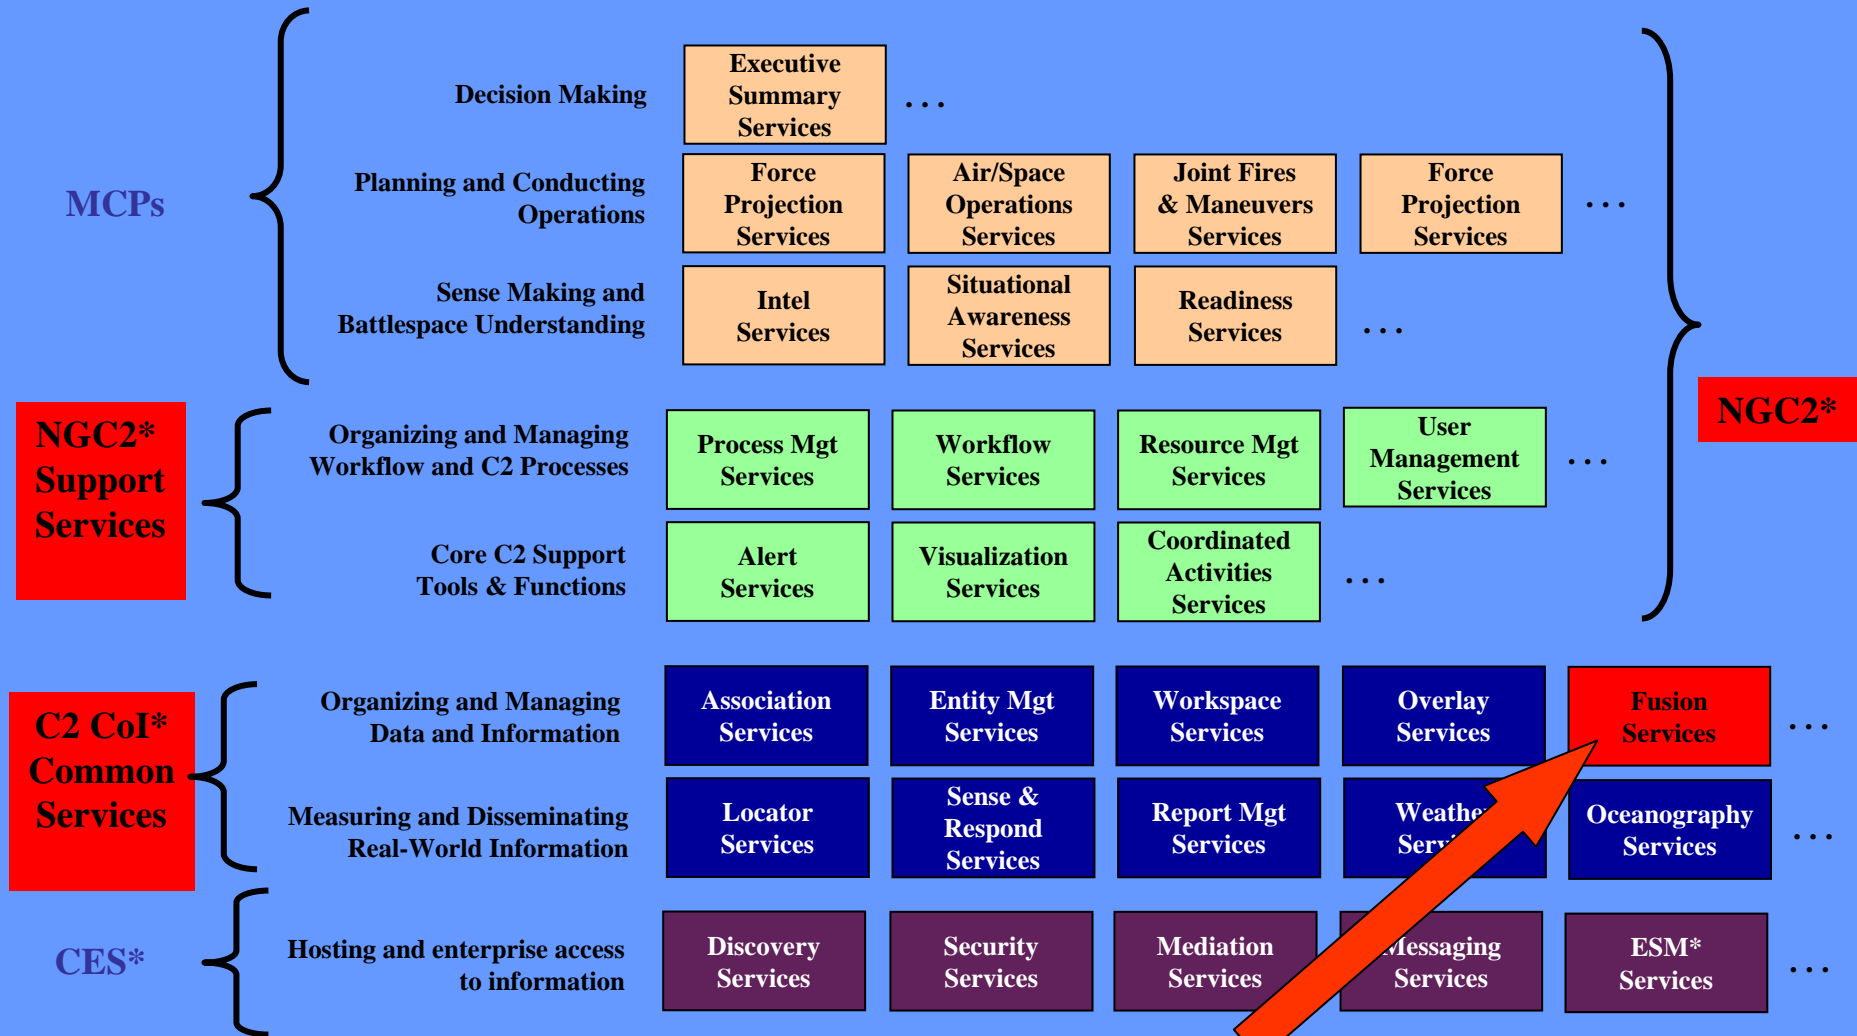 MCPs
Decision Making
Executive
Summary
Services
...
Planning and Conducting
Operations
Force
Projection
Services
Air/Space
Operations
Services
Joint Fires
& Maneuvers
Services
Force
Projection
Services
...
Sense Making and
Battlespace Understanding
Intel
Services
Situational
Awareness
Services
Readiness
Services
...
NGC2*
NGC2*
Support
Services
Organizing and Managing
Workflow and C2 Processes
Process Mgt
Services
Workflow
Services
Resource Mgt
Services
User
Management
Services
...
Core C2 Support
Tools & Functions
Alert
Services
Visualization
Services
Coordinated
Activities
Services
...
C2 CoI*
Common
Services
Organizing and Managing
Data and Information
Association
Services
Entity Mgt
Services
Workspace
Services
Overlay
Services
Fusion
Services
...
Measuring and Disseminating
Real-World Information
Locator
Services
Sense &
Respond
Services
Report Mgt
Services
Weather
Services
Oceanography
Services
...
CES*
Hosting and enterprise access
to information
Discovery
Services
Security
Services
Mediation
Services
Messaging
Services
ESM*
Services
...